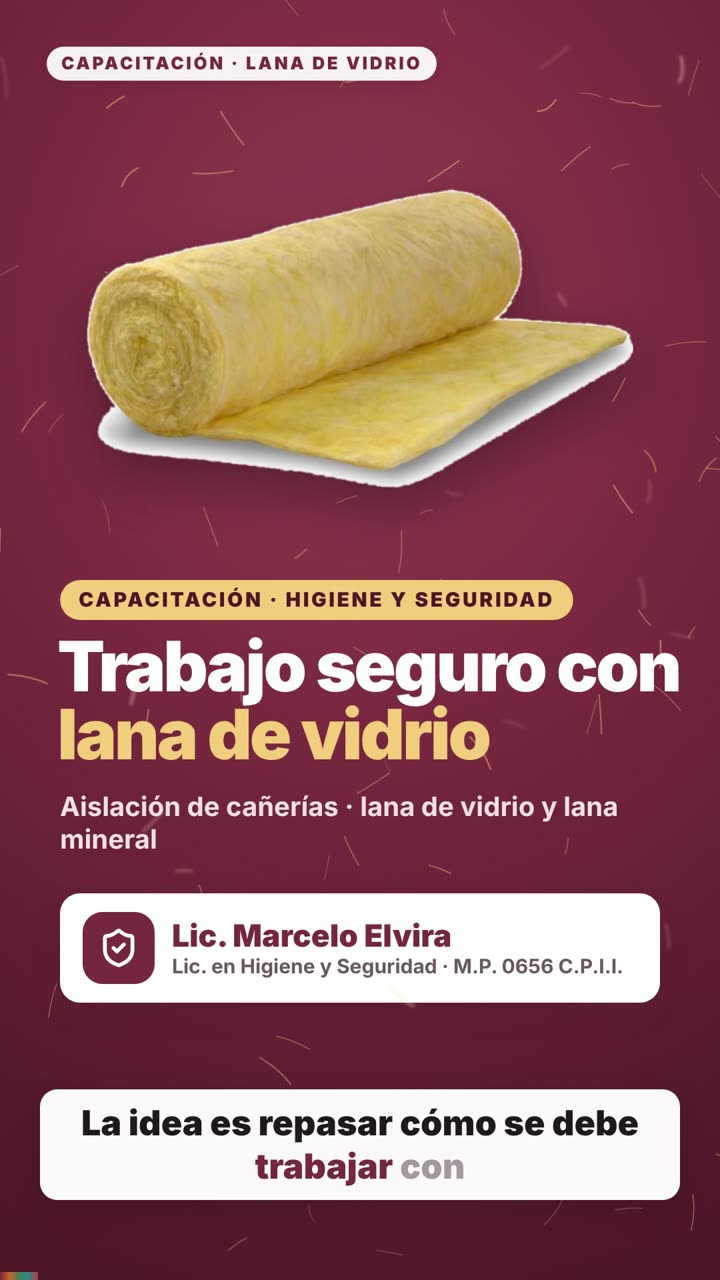 CAPACITACIÓN · LANA DE VIDRIO
CAPACITACIÓN · HIGIENE Y SEGURIDAD
Trabajo seguro con
lana de vidrio
Aislación de cañerías · lana de vidrio y lana
mineral
Lic. Marcelo Elvira
Lic. en Higiene y Seguridad · M.P. 0656 C.P.I.I.
La idea es repasar cómo se debe
trabajar con